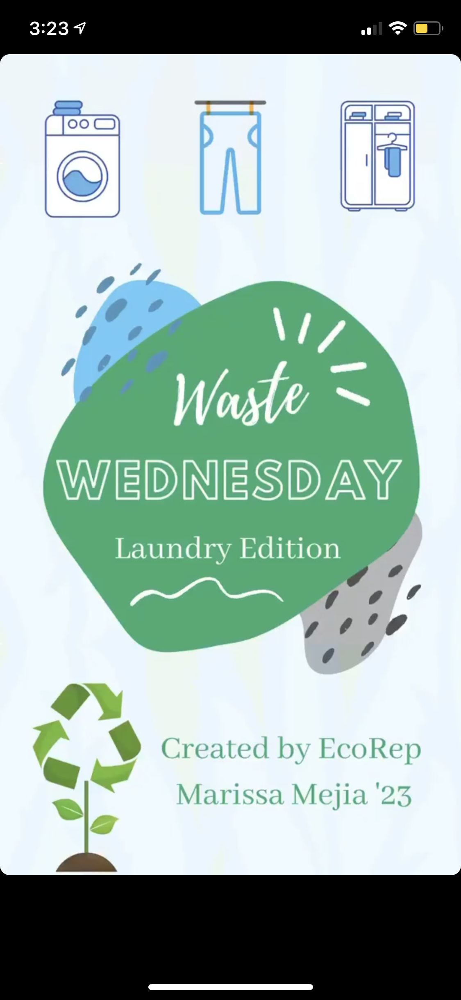 3:23
Waste
WEDNESDAY
Laundry Edition
Created by EcoRep
Marissa Mejia '23